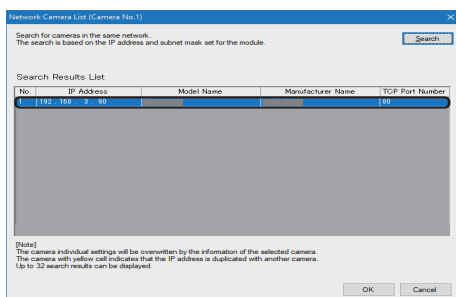 Network Camera List (Camera No.1)
Search for cameras in the same network.
The search is based on the IP address and subnet mask set for the module.
Search
Search Results List
No. IP Address Model Name Manufacturer Name TCP Port Number
1 192 . 168 . 3 . 90 80
[Note]
The camera individual settings will be overwritten by the information of the selected camera.
The camera with yellow cell indicates that the IP address is duplicated with another camera.
Up to 32 search results can be displayed.
OK Cancel